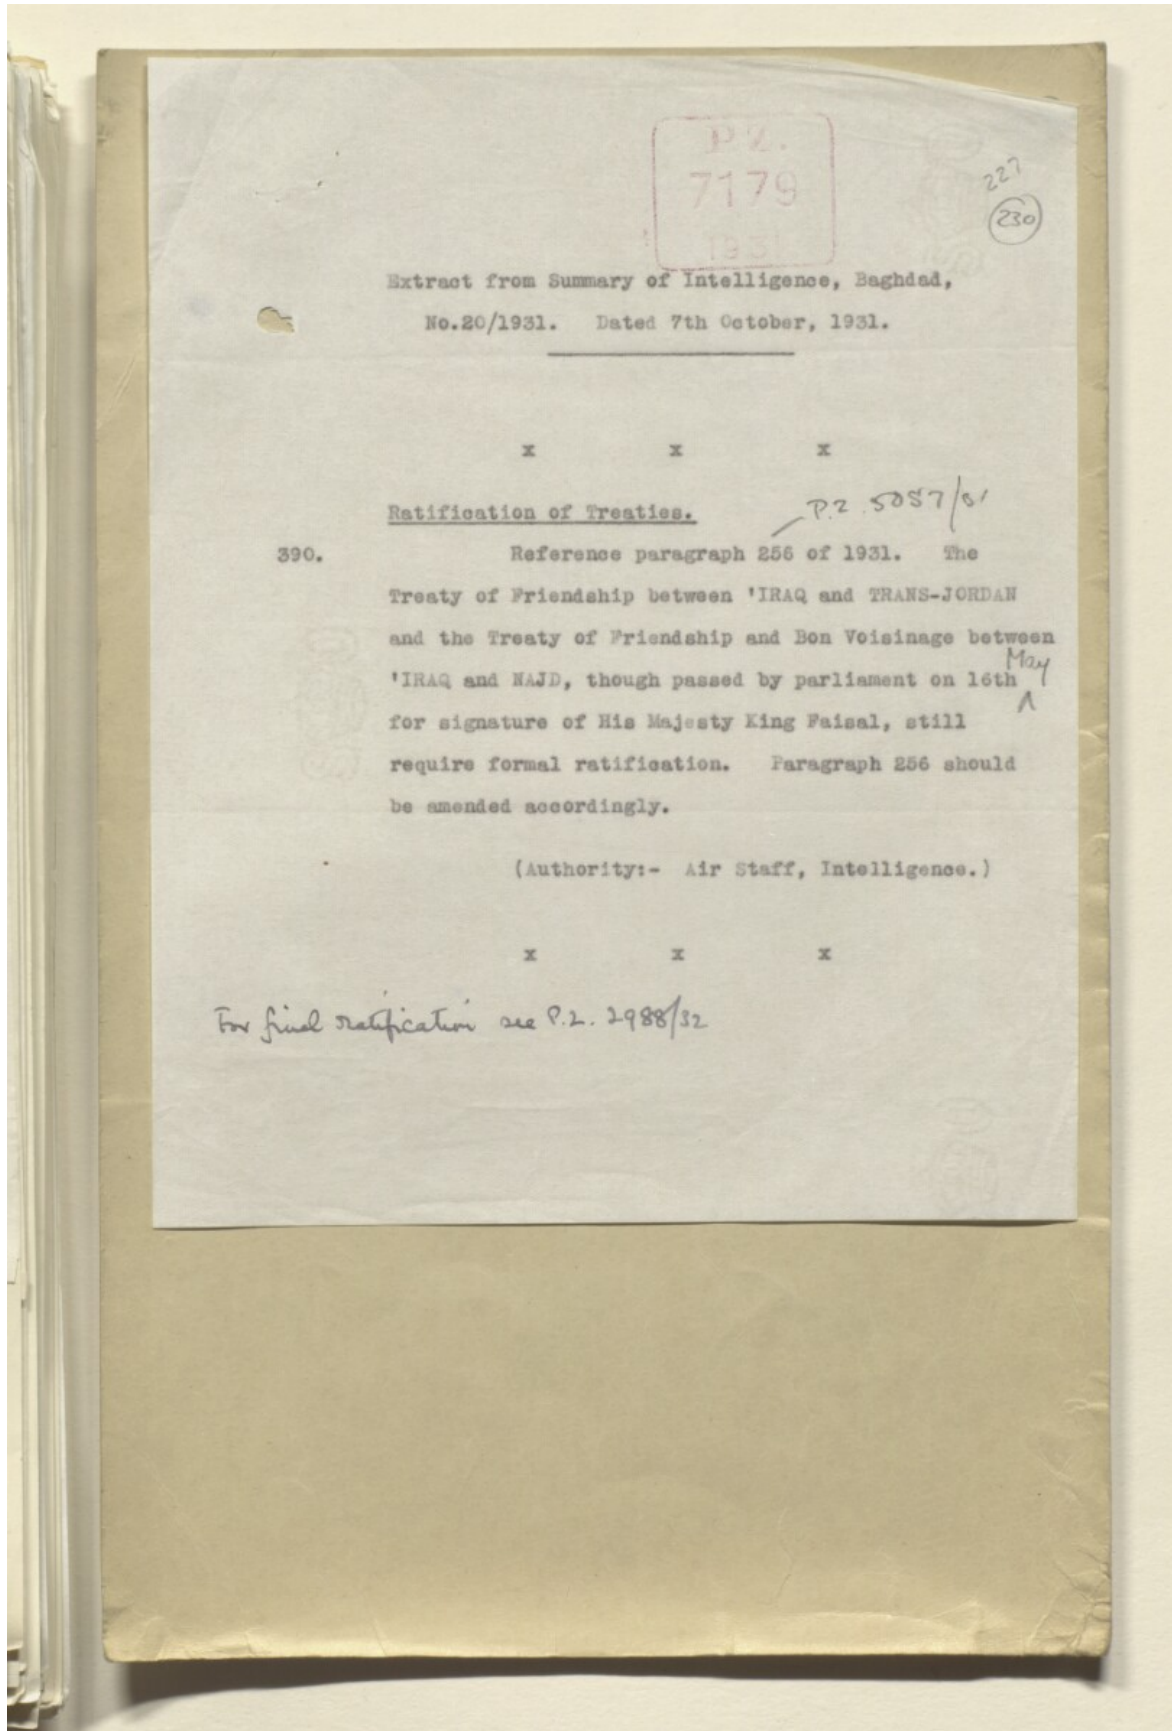 P.Z.
7179
1931
227
230
Extract from Summary of Intelligence, Baghdad,
No.20/1931. Dated 7th October, 1931.
x x x
P.Z. 5057/31
Ratification of Treaties.
390. Reference paragraph 256 of 1931. The
Treaty of Friendship between 'IRAQ and TRANS-JORDAN
and the Treaty of Friendship and Bon Voisinage between
'IRAQ and NAJD, though passed by parliament on 16th May
for signature of His Majesty King Faisal, still
require formal ratification. Paragraph 256 should
be amended accordingly.
(Authority:- Air Staff, Intelligence.)
x x x
For final ratification see P.Z. 2988/32